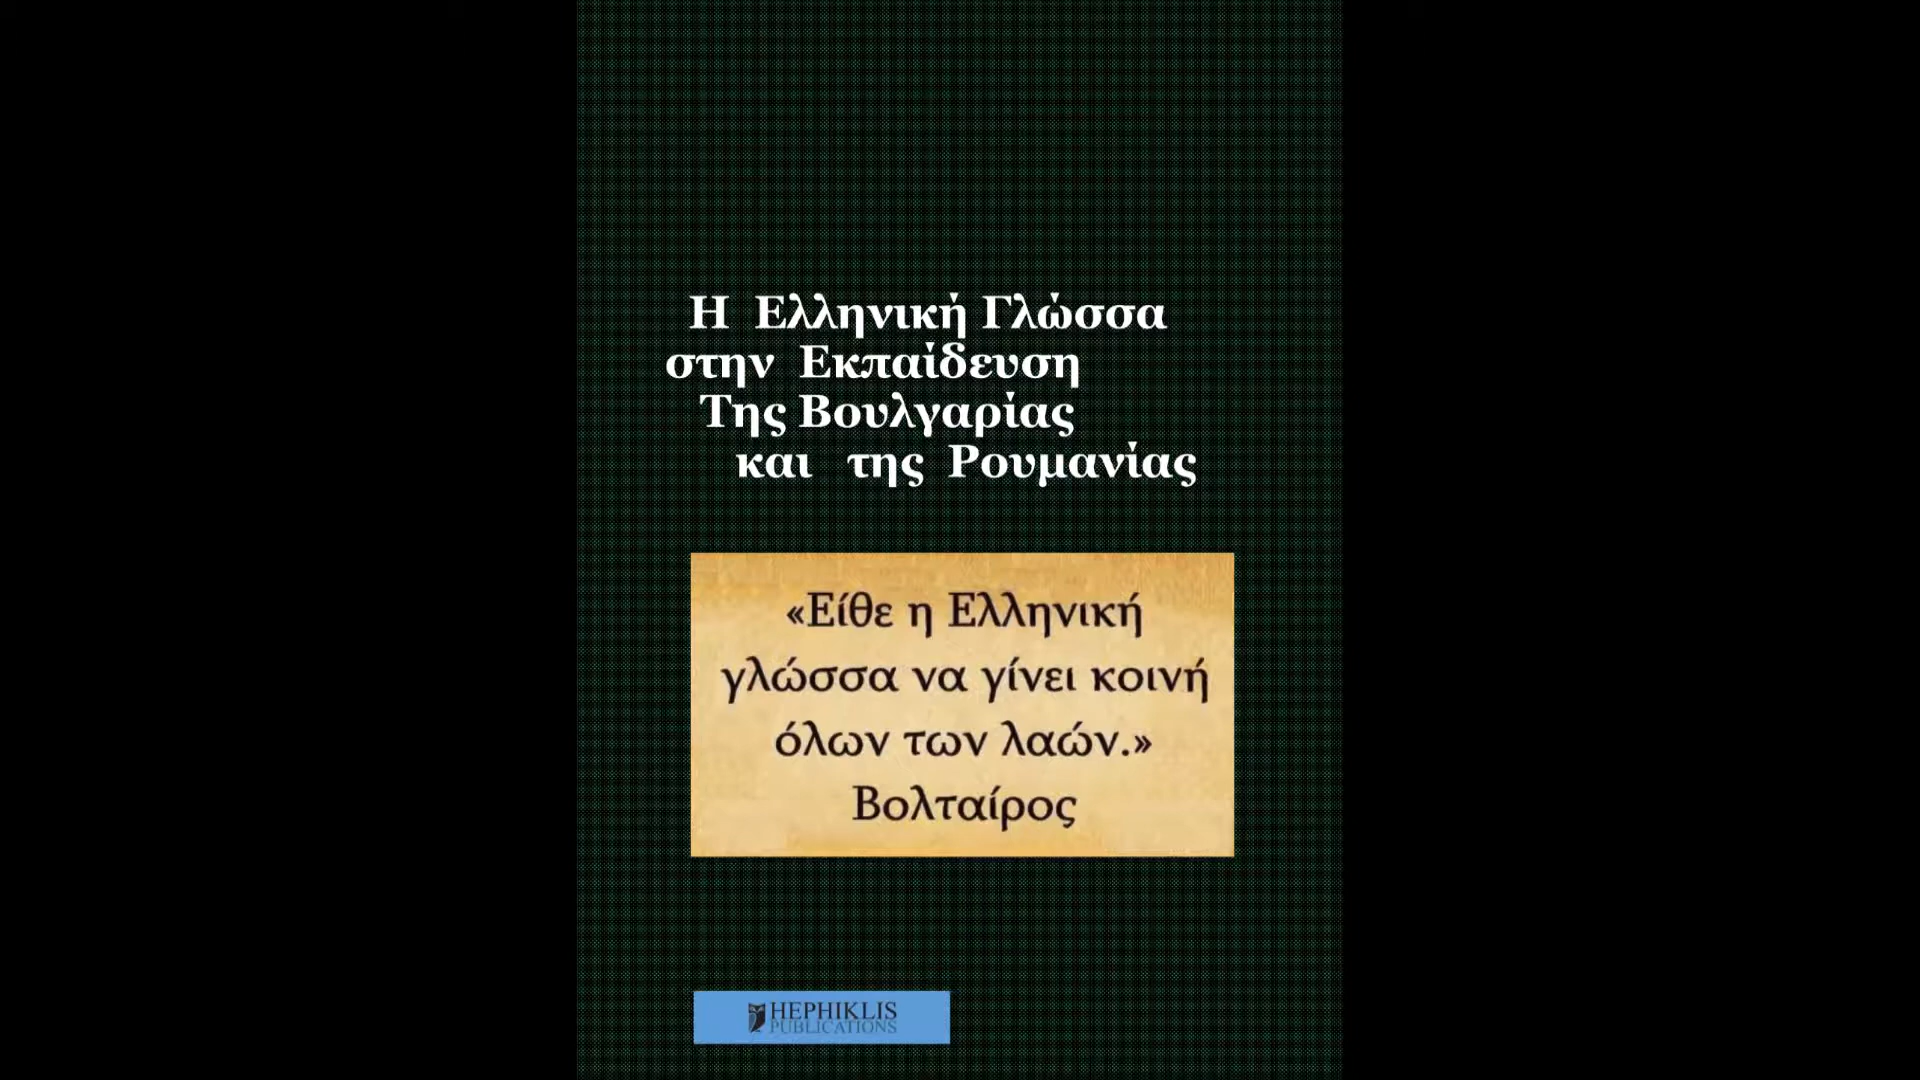 Η Ελληνική Γλώσσα
στην Εκπαίδευση
Της Βουλγαρίας
και της Ρουμανίας
«Είθε η Ελληνική
γλώσσα να γίνει κοινή
όλων των λαών.»
Βολταίρος
HEPHIKLIS
PUBLICATIONS